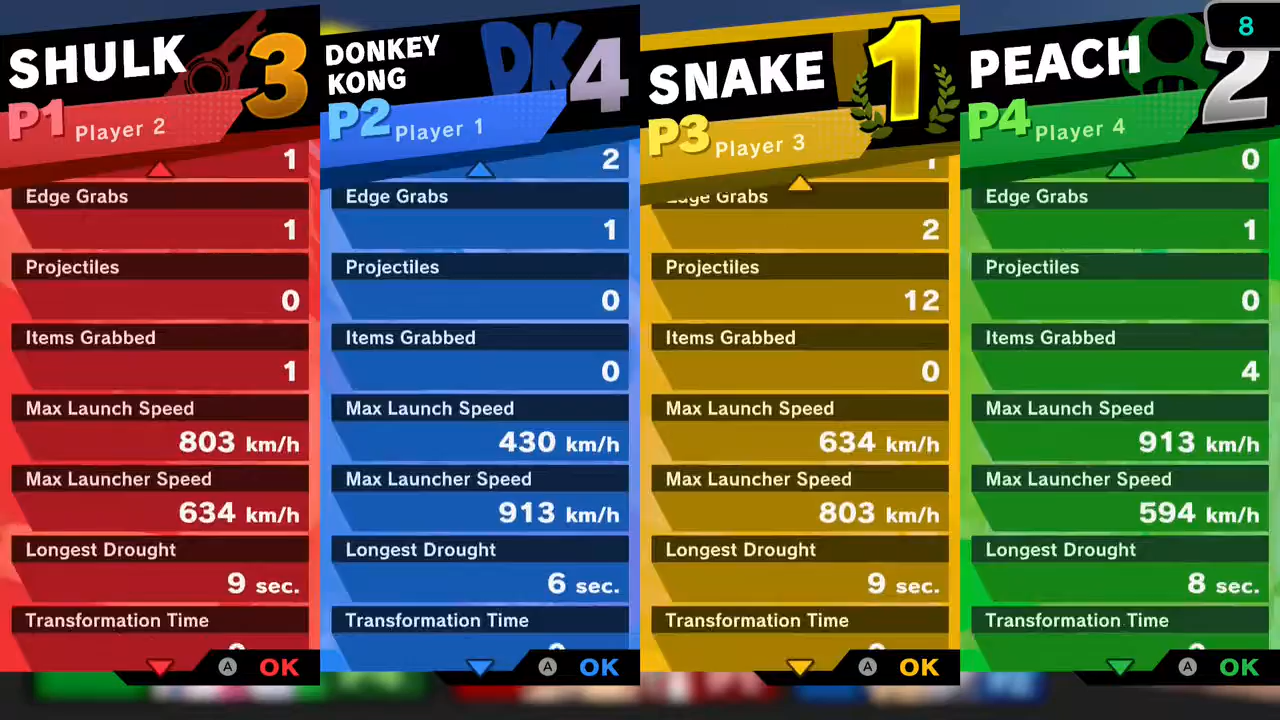 SHULK
3
P1
Player 2
1
Edge Grabs
1
Projectiles
0
Items Grabbed
1
Max Launch Speed
803 km/h
Max Launcher Speed
634 km/h
Longest Drought
9 sec.
Transformation Time
A OK
DONKEY
KONG
DK
4
P2
Player 1
2
Edge Grabs
1
Projectiles
0
Items Grabbed
0
Max Launch Speed
430 km/h
Max Launcher Speed
913 km/h
Longest Drought
6 sec.
Transformation Time
A OK
SNAKE
1
P3
Player 3
Edge Grabs
2
Projectiles
12
Items Grabbed
0
Max Launch Speed
634 km/h
Max Launcher Speed
803 km/h
Longest Drought
9 sec.
Transformation Time
A OK
PEACH
2
8
P4
Player 4
0
Edge Grabs
1
Projectiles
0
Items Grabbed
4
Max Launch Speed
913 km/h
Max Launcher Speed
594 km/h
Longest Drought
8 sec.
Transformation Time
A OK